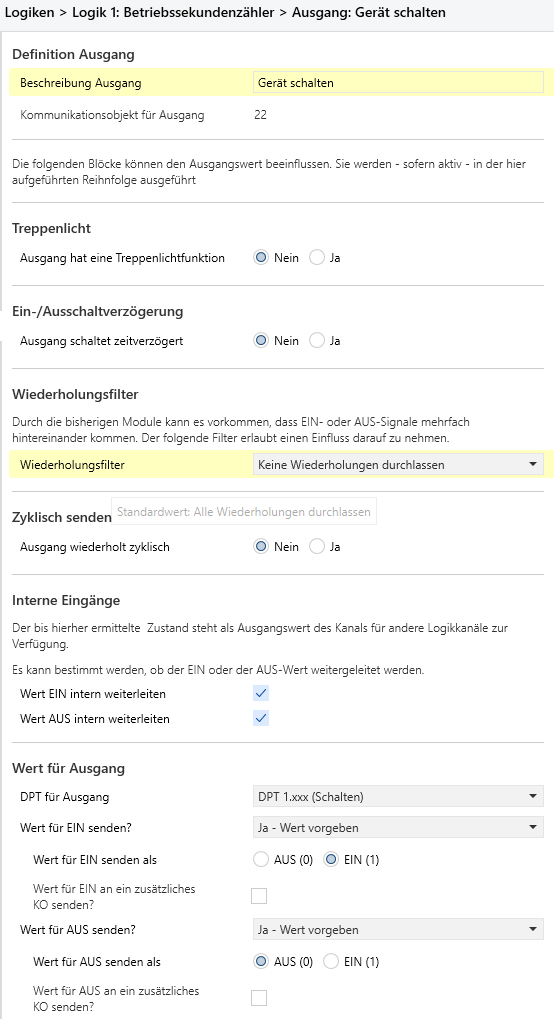 Logiken > Logik 1: Betriebssekundenzähler > Ausgang: Gerät schalten
Definition Ausgang
Beschreibung Ausgang Gerät schalten
Kommunikationsobjekt für Ausgang 22
Die folgenden Blöcke können den Ausgangswert beeinflussen. Sie werden - sofern aktiv - in der hier
aufgeführten Reihnfolge ausgeführt
Treppenlicht
Ausgang hat eine Treppenlichtfunktion Nein Ja
Ein-/Ausschaltverzögerung
Ausgang schaltet zeitverzögert Nein Ja
Wiederholungsfilter
Durch die bisherigen Module kann es vorkommen, dass EIN- oder AUS-Signale mehrfach
hintereinander kommen. Der folgende Filter erlaubt einen Einfluss darauf zu nehmen.
Wiederholungsfilter Keine Wiederholungen durchlassen
Zyklisch senden
Standardwert: Alle Wiederholungen durchlassen
Ausgang wiederholt zyklisch Nein Ja
Interne Eingänge
Der bis hierher ermittelte Zustand steht als Ausgangswert des Kanals für andere Logikkanäle zur
Verfügung.
Es kann bestimmt werden, ob der EIN oder der AUS-Wert weitergeleitet werden.
Wert EIN intern weiterleiten
Wert AUS intern weiterleiten
Wert für Ausgang
DPT für Ausgang DPT 1.xxx (Schalten)
Wert für EIN senden? Ja - Wert vorgeben
Wert für EIN senden als AUS (0) EIN (1)
Wert für EIN an ein zusätzliches
KO senden?
Wert für AUS senden? Ja - Wert vorgeben
Wert für AUS senden als AUS (0) EIN (1)
Wert für AUS an ein zusätzliches
KO senden?